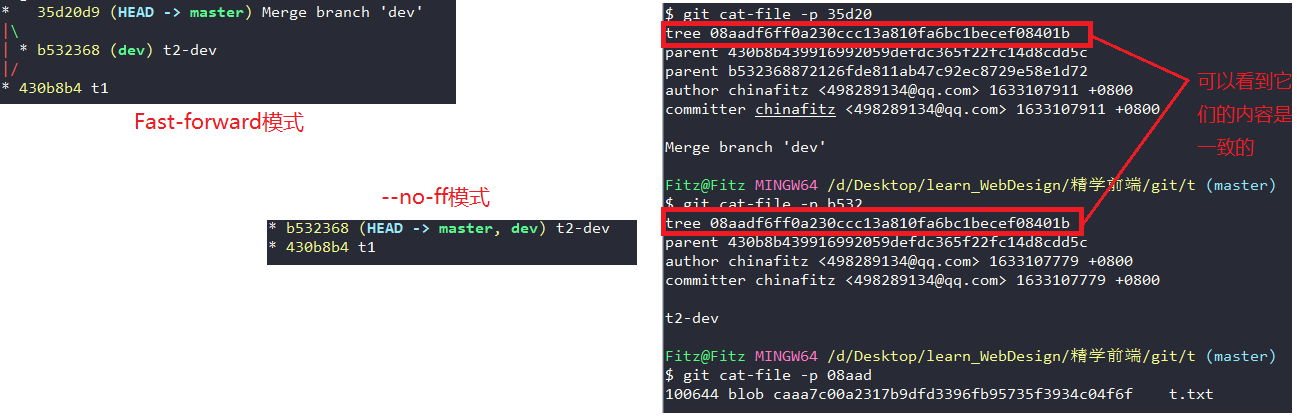 *   35d20d9 (HEAD -> master) Merge branch 'dev'
|\
| * b532368 (dev) t2-dev
|/
* 430b8b4 t1
Fast-forward模式
--no-ff模式
* b532368 (HEAD -> master, dev) t2-dev
* 430b8b4 t1
$ git cat-file -p 35d20
tree 08aadf6ff0a230ccc13a810fa6bc1becef08401b
parent 430b8b439916992059defdc365f22fc14d8cdd5c
parent b532368872126fde811ab47c92ec8729e58e1d72
author chinafitz <498289134@qq.com> 1633107911 +0800
committer chinafitz <498289134@qq.com> 1633107911 +0800
Merge branch 'dev'
Fitz@Fitz MINGW64 /d/Desktop/learn_WebDesign/精学前端/git/t (master)
$ git cat-file -p b532
tree 08aadf6ff0a230ccc13a810fa6bc1becef08401b
parent 430b8b439916992059defdc365f22fc14d8cdd5c
author chinafitz <498289134@qq.com> 1633107779 +0800
committer chinafitz <498289134@qq.com> 1633107779 +0800
t2-dev
Fitz@Fitz MINGW64 /d/Desktop/learn_WebDesign/精学前端/git/t (master)
$ git cat-file -p 08aad
100644 blob caaa7c00a2317b9dfd3396fb95735f3934c04f6f    t.txt
可以看到它
们的内容是
一致的